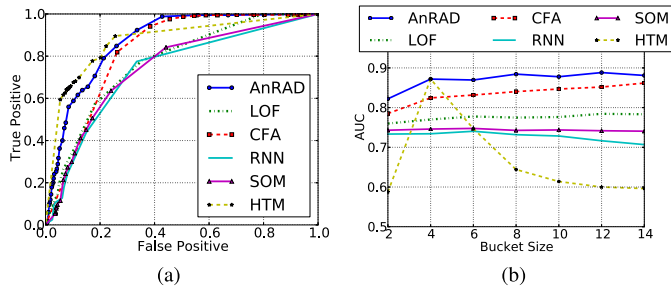 1.0
0.8
0.6
0.4
0.2
0.0
True Positive
0.0 0.2 0.4 0.6 0.8 1.0
False Positive
AnRAD
LOF
CFA
RNN
SOM
HTM
(a)
AnRAD CFA SOM
LOF RNN HTM
0.9
0.8
0.7
0.6
0.5
AUC
2 4 6 8 10 12 14
Bucket Size
(b)